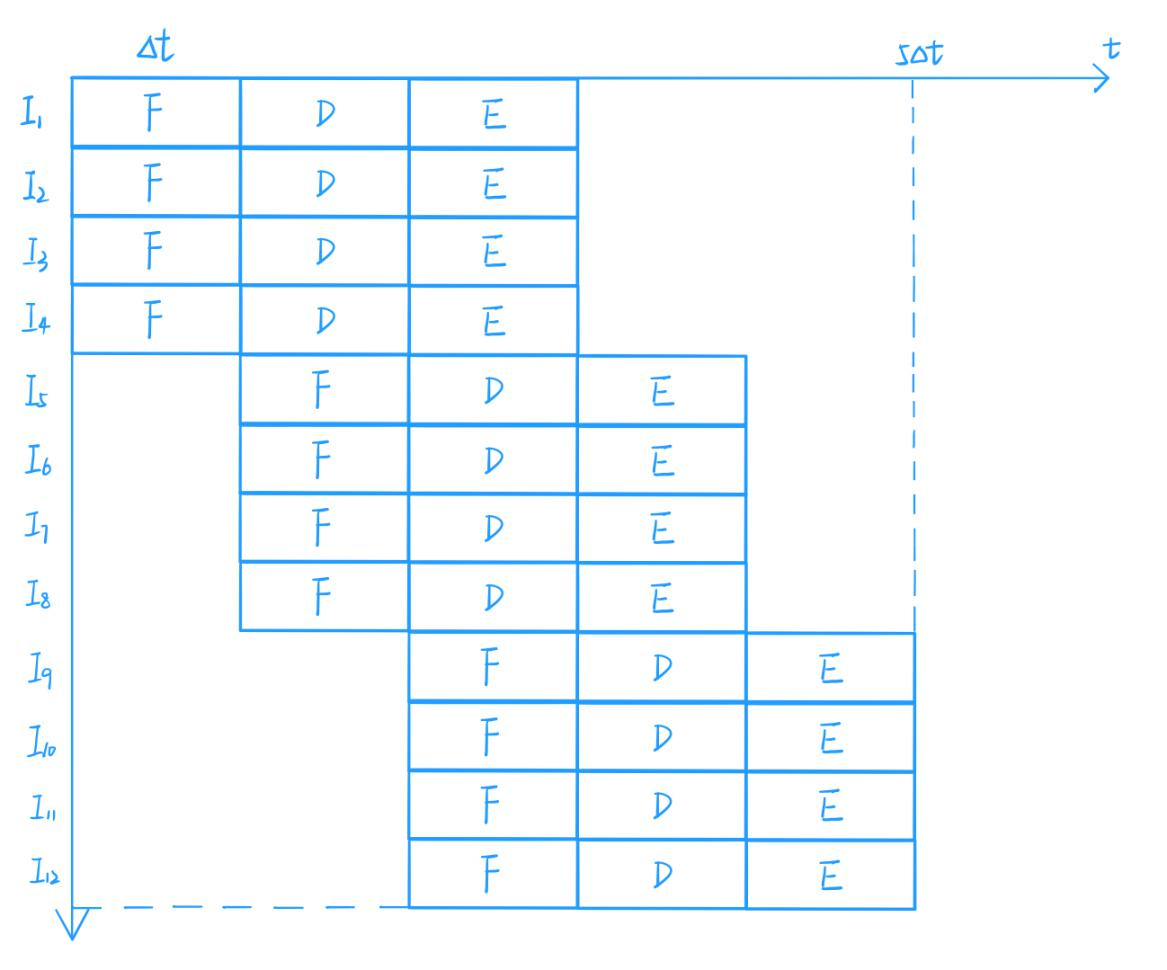 Δt 5Δt t
I₁ F D E
I₂ F D E
I₃ F D E
I₄ F D E
I₅ F D E
I₆ F D E
I₇ F D E
I₈ F D E
I₉ F D E
I₁₀ F D E
I₁₁ F D E
I₁₂ F D E